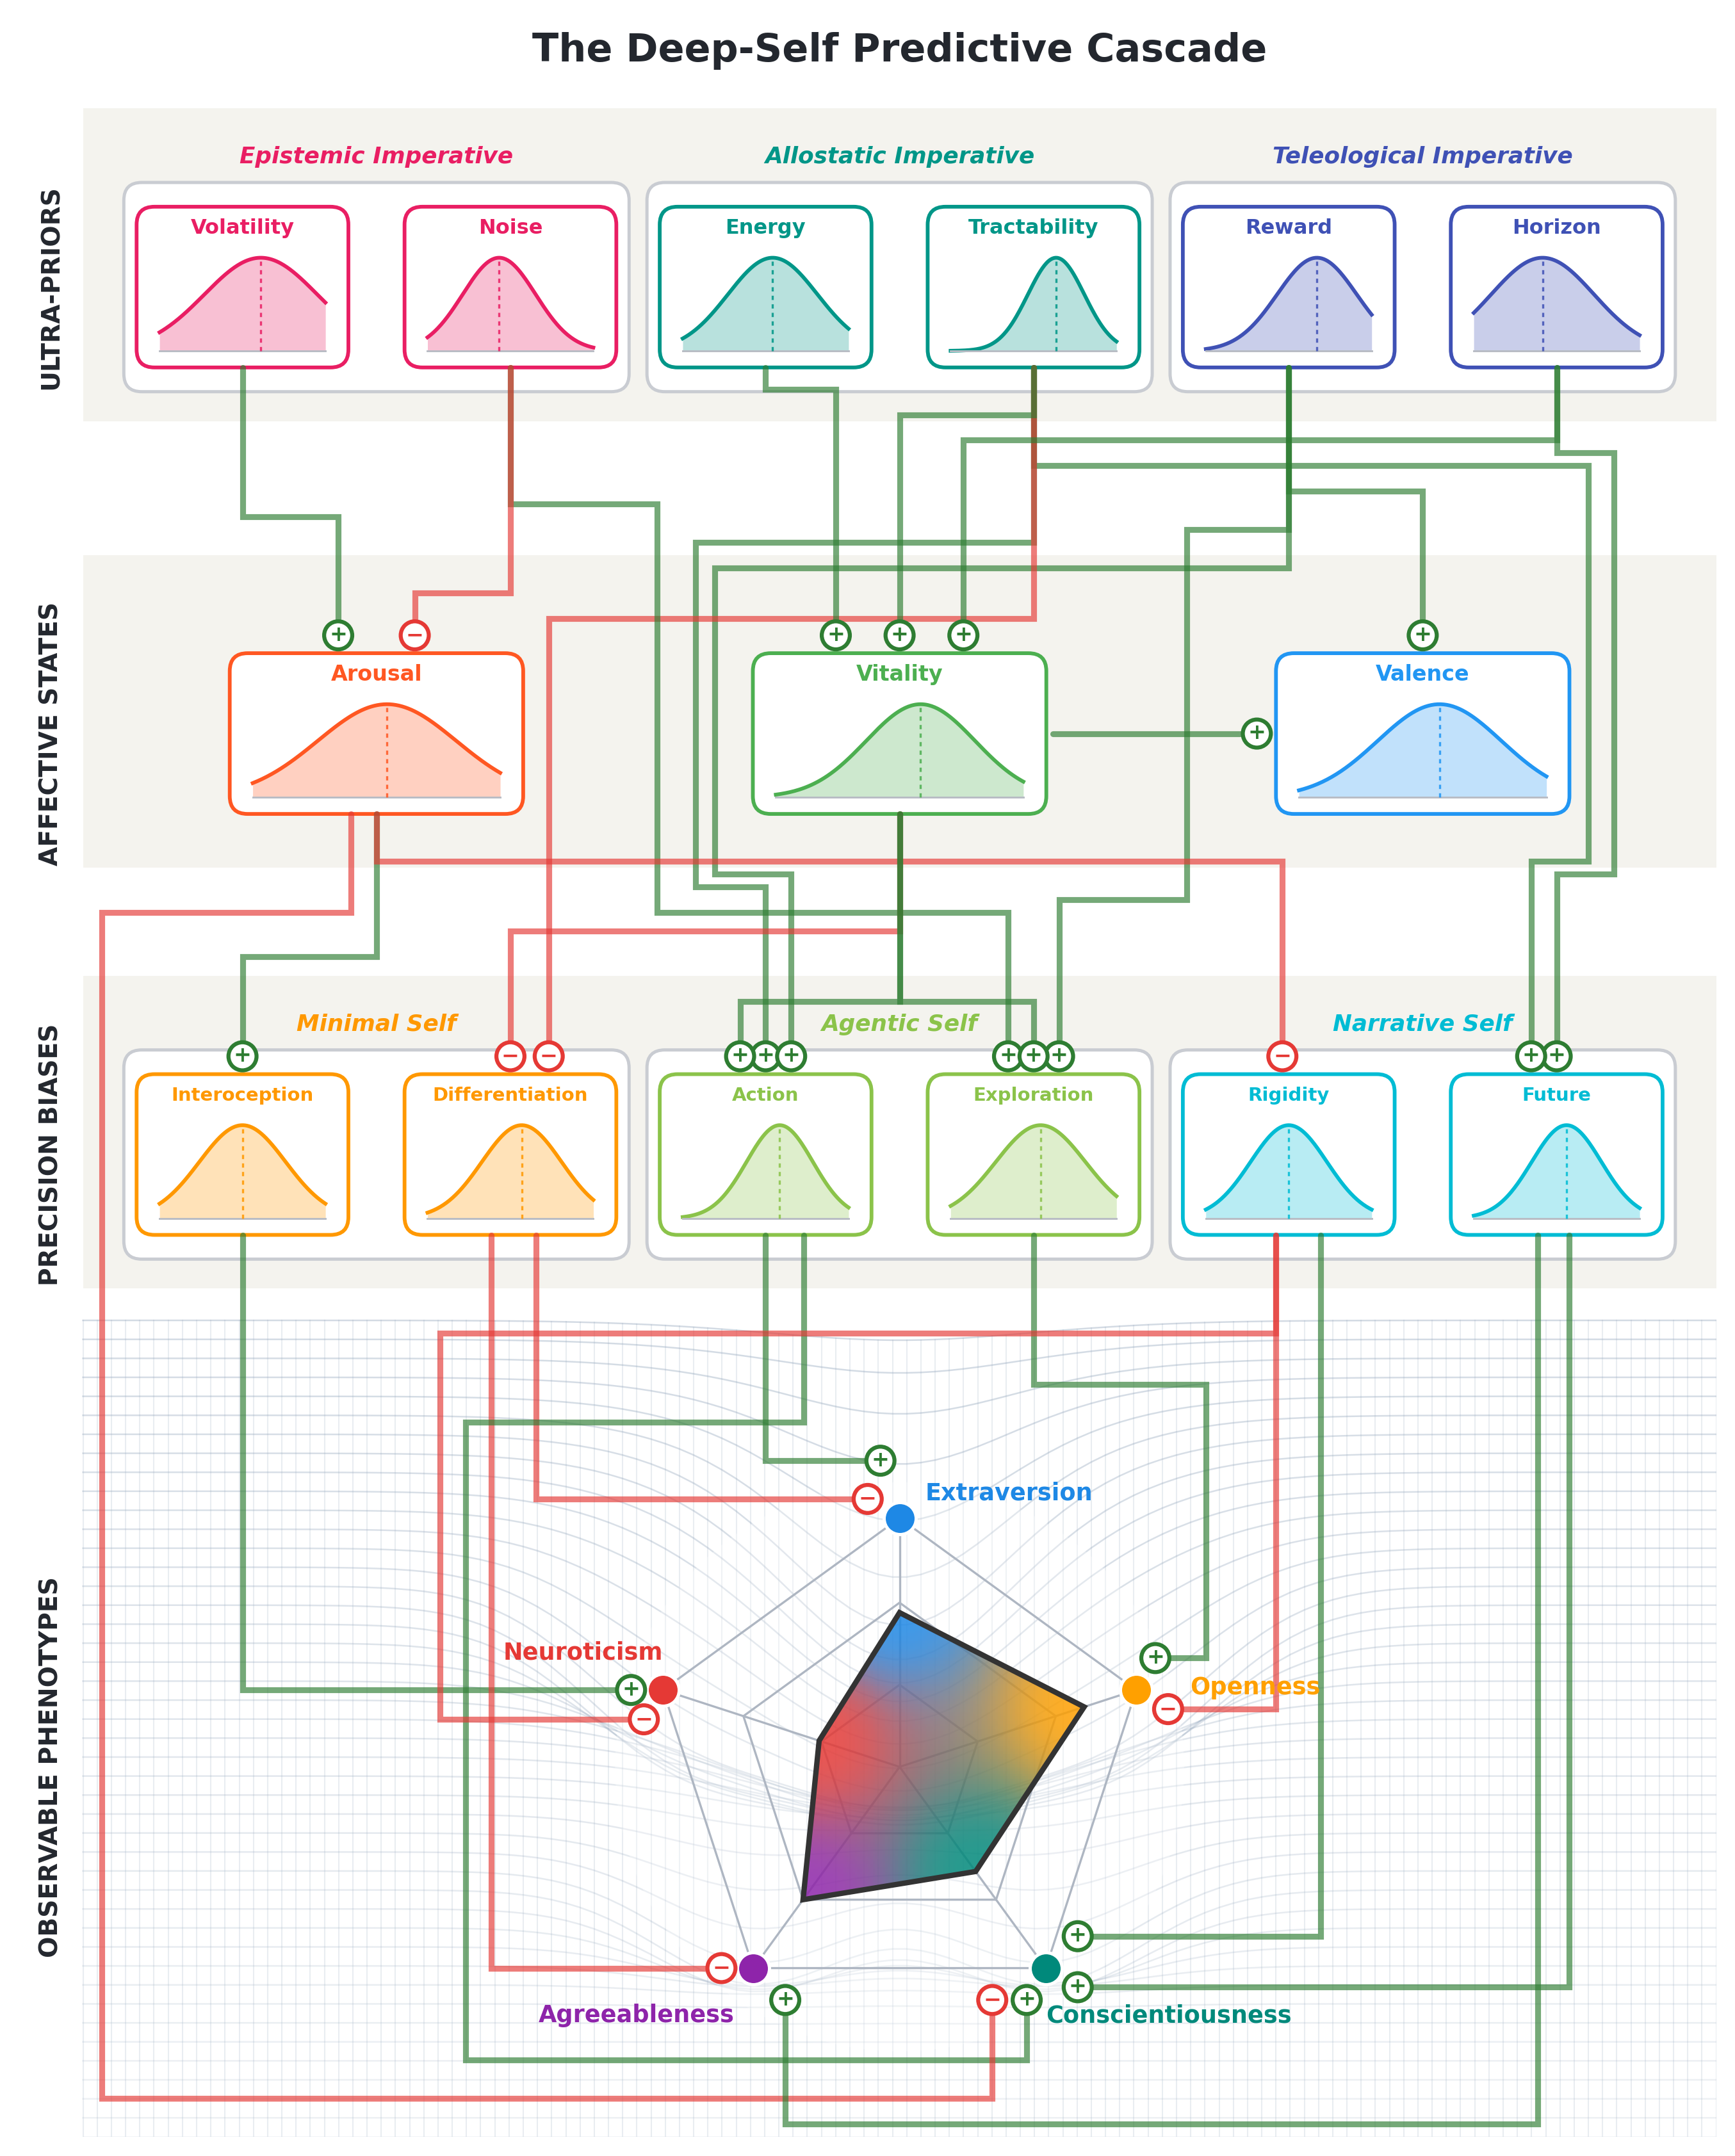 The Deep-Self Predictive Cascade
ULTRA-PRIORS
Epistemic Imperative
Allostatic Imperative
Teleological Imperative
Volatility
Noise
Energy
Tractability
Reward
Horizon
AFFECTIVE STATES
+
−
+
+
+
+
Arousal
Vitality
Valence
+
PRECISION BIASES
Minimal Self
Agentic Self
Narrative Self
+
−
−
+
+
+
+
+
+
−
+
+
Interoception
Differentiation
Action
Exploration
Rigidity
Future
OBSERVABLE PHENOTYPES
+
−
Extraversion
Neuroticism
+
−
+
Openness
−
+
−
+
+
−
+
Agreeableness
Conscientiousness